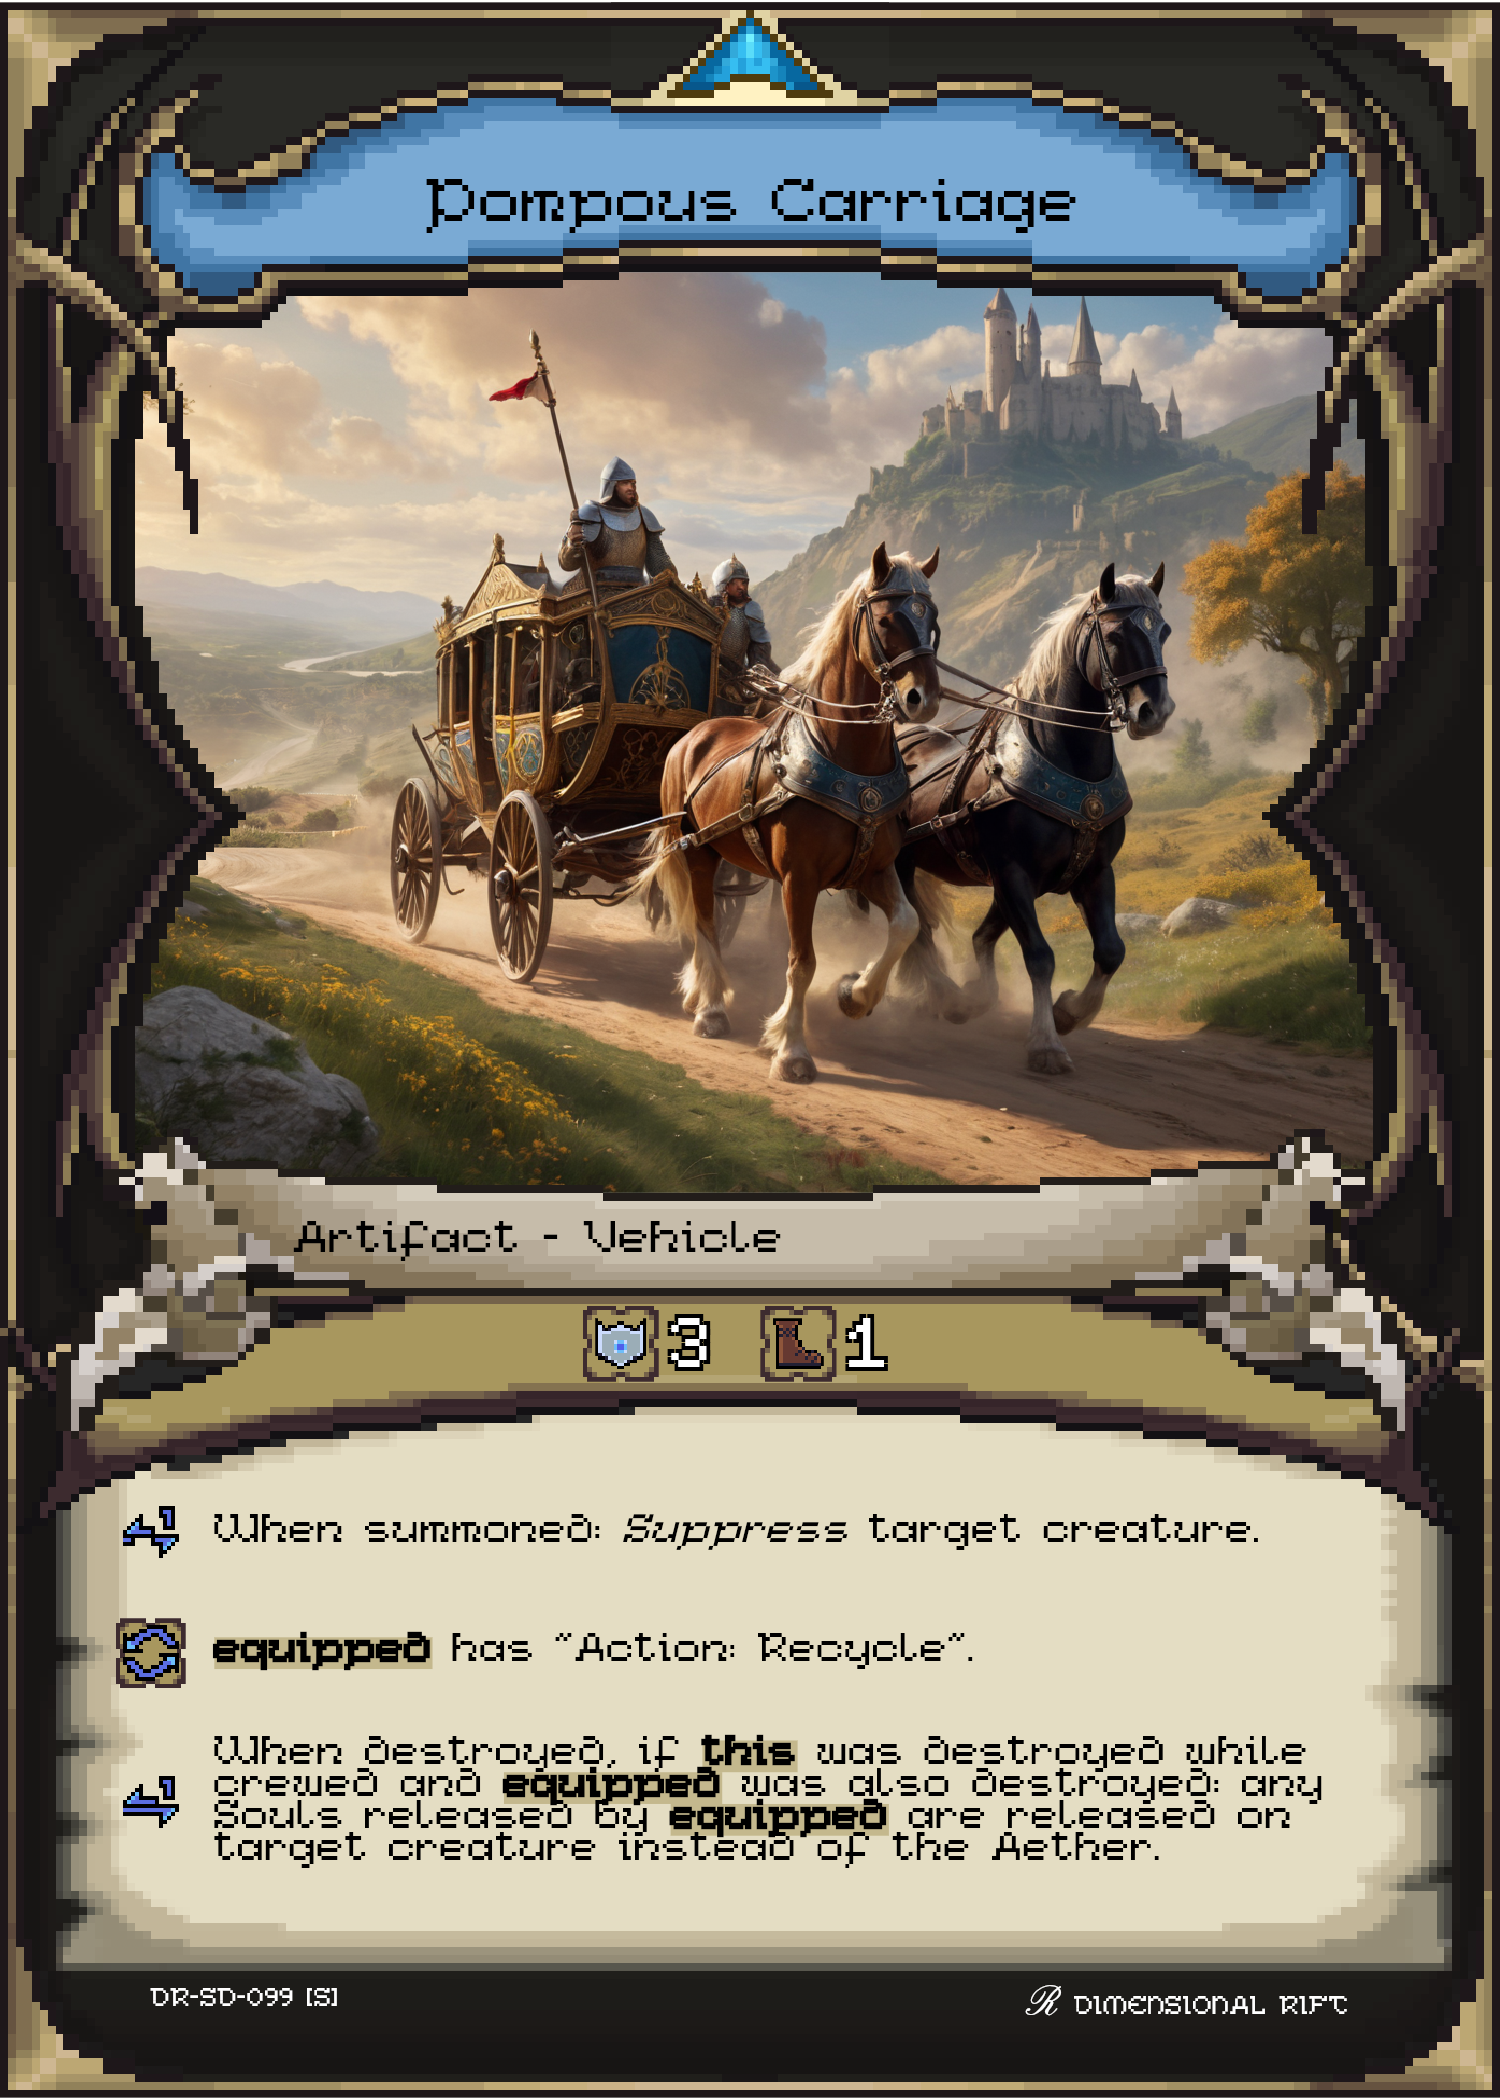 Pompous Carriage
Artifact - Vehicle
3 1
When summoned: Suppress target creature.
equipped has "Action: Recycle".
When destroyed, if this was destroyed while
crewed and equipped was also destroyed: any
Souls released by equipped are released on
target creature instead of the Aether.
DR-SD-099 [S]
R DIMENSIONAL RIFT